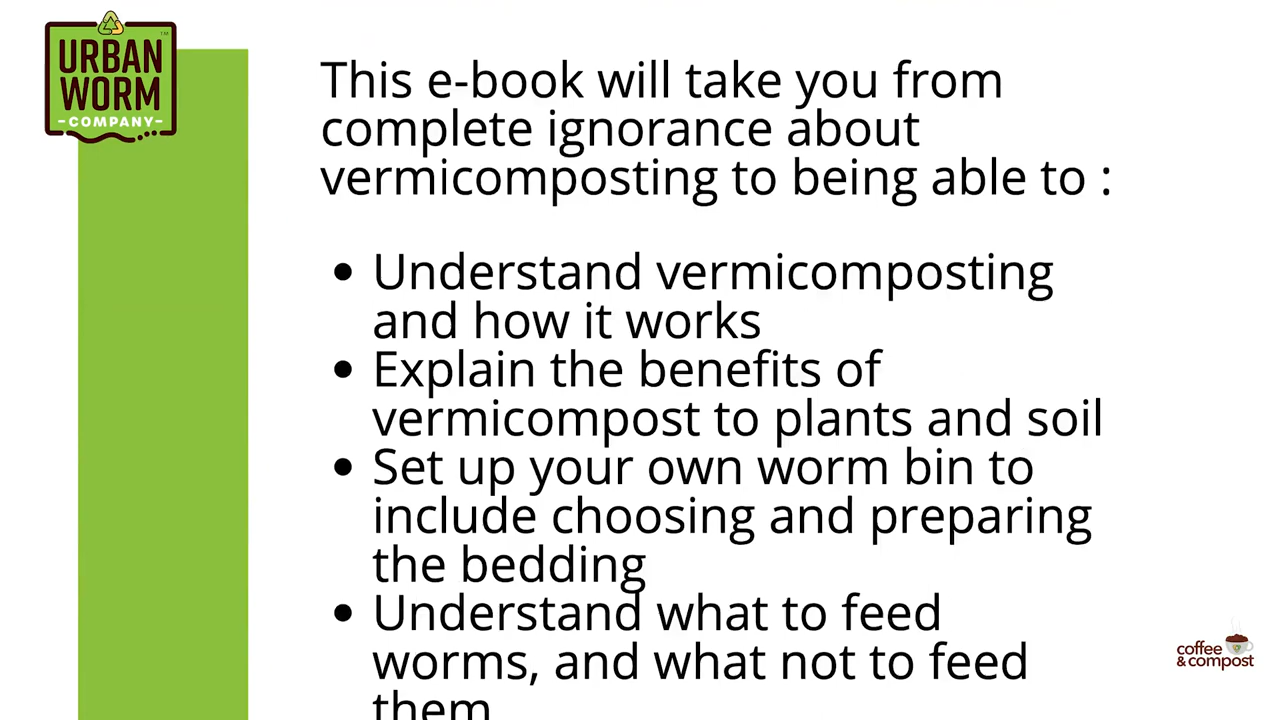 URBAN
WORM
-COMPANY-
TM
This e-book will take you from
complete ignorance about
vermicomposting to being able to :
• Understand vermicomposting
and how it works
• Explain the benefits of
vermicompost to plants and soil
• Set up your own worm bin to
include choosing and preparing
the bedding
• Understand what to feed
worms, and what not to feed
them
coffee
& compost